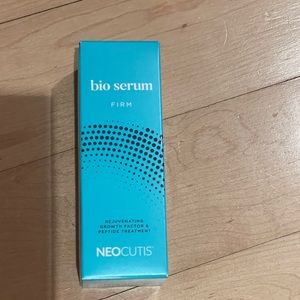 bio serum
FIRM
REJUVENATING
GROWTH FACTOR &
PEPTIDE TREATMENT
NEOCUTIS